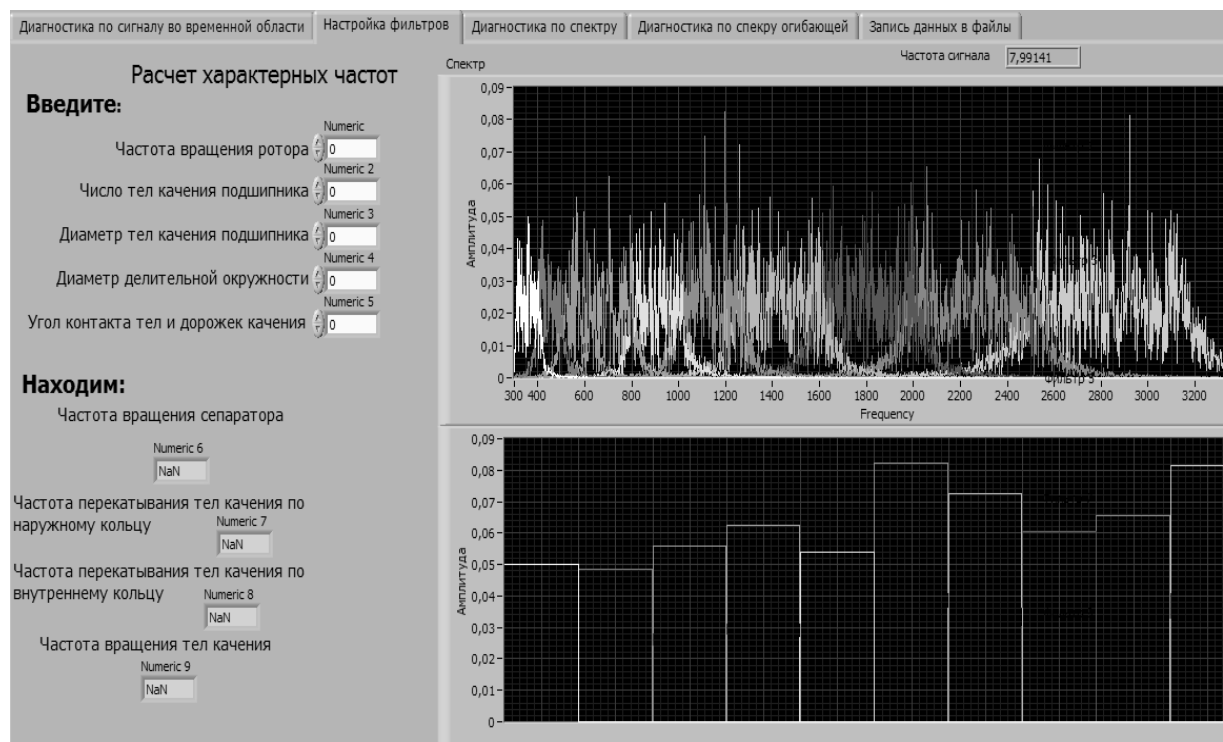 Диагностика по сигналу во временной области
Настройка фильтров
Диагностика по спектру
Диагностика по спекру огибающей
Запись данных в файлы
Расчет характерных частот
Введите:
Numeric
Частота вращения ротора 0
Numeric 2
Число тел качения подшипника 0
Numeric 3
Диаметр тел качения подшипника 0
Numeric 4
Диаметр делительной окружности 0
Numeric 5
Угол контакта тел и дорожек качения 0
Находим:
Частота вращения сепаратора
Numeric 6
NaN
Частота перекатывания тел качения по
наружному кольцу
Numeric 7
NaN
Частота перекатывания тел качения по
внутреннему кольцу
Numeric 8
NaN
Частота вращения тел качения
Numeric 9
NaN
Спектр
Частота сигнала 7,99141
0,09
0,08
0,07
0,06
0,05
0,04
0,03
0,02
0,01
0
Амплитуда
300 400 600 800 1000 1200 1400 1600 1800 2000 2200 2400 2600 2800 3000 3200
Фильтр 5
Frequency
0,09
0,08
0,07
0,06
0,05
0,04
0,03
0,02
0,01
0
Амплитуда